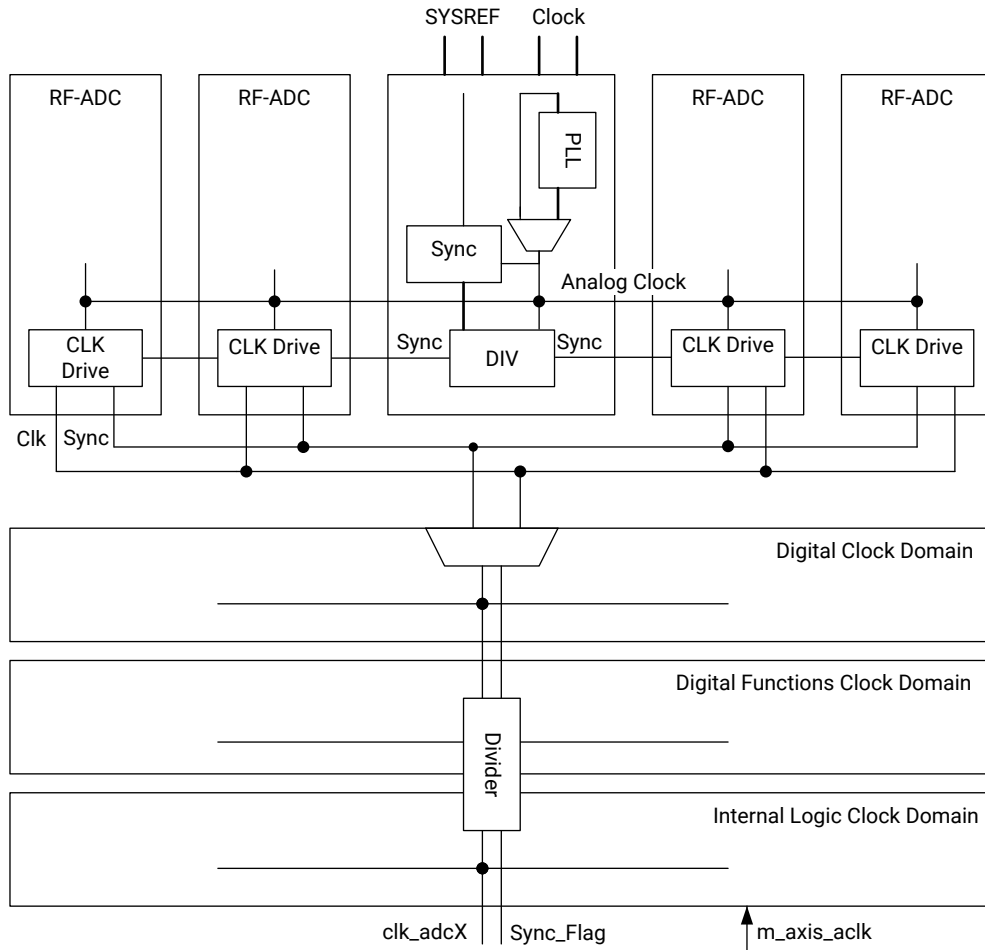 SYSREF Clock
RF-ADC RF-ADC RF-ADC RF-ADC
PLL
Sync
Analog Clock
CLK
Drive
CLK Drive
Sync
DIV
Sync
CLK Drive
CLK Drive
Clk Sync
Digital Clock Domain
Digital Functions Clock Domain
Divider
Internal Logic Clock Domain
clk_adcX Sync_Flag m_axis_aclk